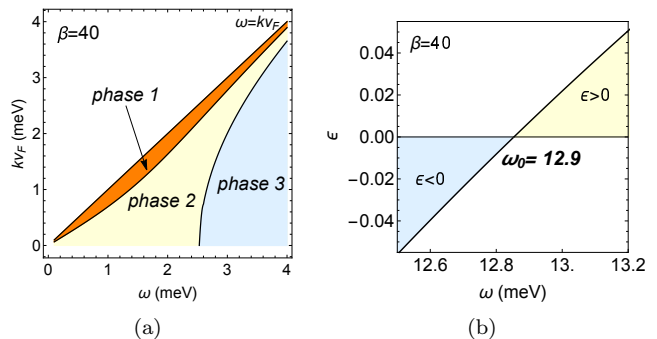 β=40
ω=kv_F
phase 1
phase 2
phase 3
kv_F (meV)
4
3
2
1
0
0 1 2 3 4
ω (meV)
(a)
β=40
ϵ>0
ϵ<0
ω₀= 12.9
ϵ
0.04
0.02
0.00
−0.02
−0.04
12.6 12.8 13. 13.2
ω (meV)
(b)